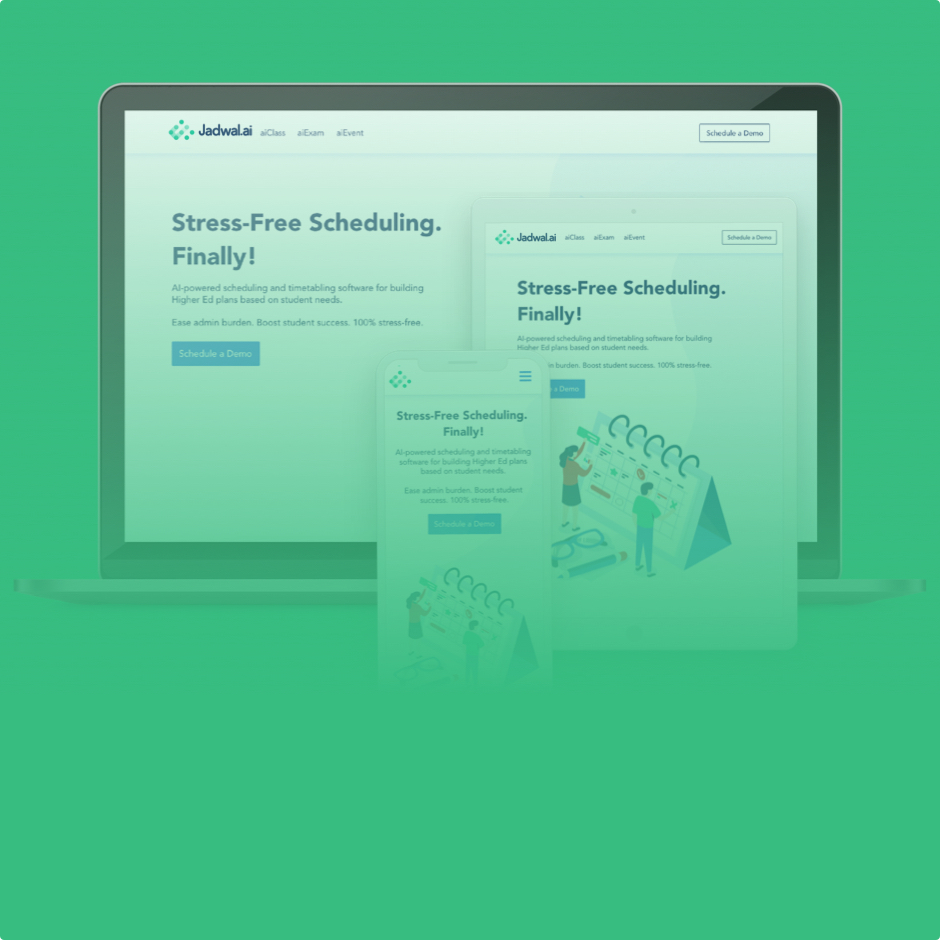 Jadwal.ai aiClass aiExam aiEvent Schedule a Demo
Stress-Free Scheduling.
Finally!
AI-powered scheduling and timetabling software for building
Higher Ed plans based on student needs.
Ease admin burden. Boost student success. 100% stress-free.
Schedule a Demo
Jadwal.ai aiClass aiExam aiEvent Schedule a Demo
Stress-Free Scheduling.
Finally!
AI-powered scheduling and timetabling software for building
Higher Ed plans based on student needs.
burden. Boost student success. 100% stress-free.
a Demo
Stress-Free Scheduling.
Finally!
AI-powered scheduling and timetabling
software for building Higher Ed plans
based on student needs.
Ease admin burden. Boost student
success. 100% stress-free.
Schedule a Demo